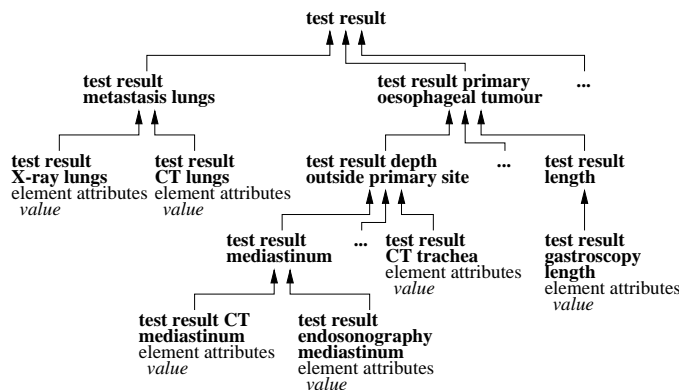 test result
test result
metastasis lungs
test result primary
oesophageal tumour
...
test result
X-ray lungs
element attributes
value
test result
CT lungs
element attributes
value
test result depth
outside primary site
...
test result
length
test result
mediastinum
...
test result
CT trachea
element attributes
value
test result
gastroscopy
length
element attributes
value
test result CT
mediastinum
element attributes
value
test result
endosonography
mediastinum
element attributes
value